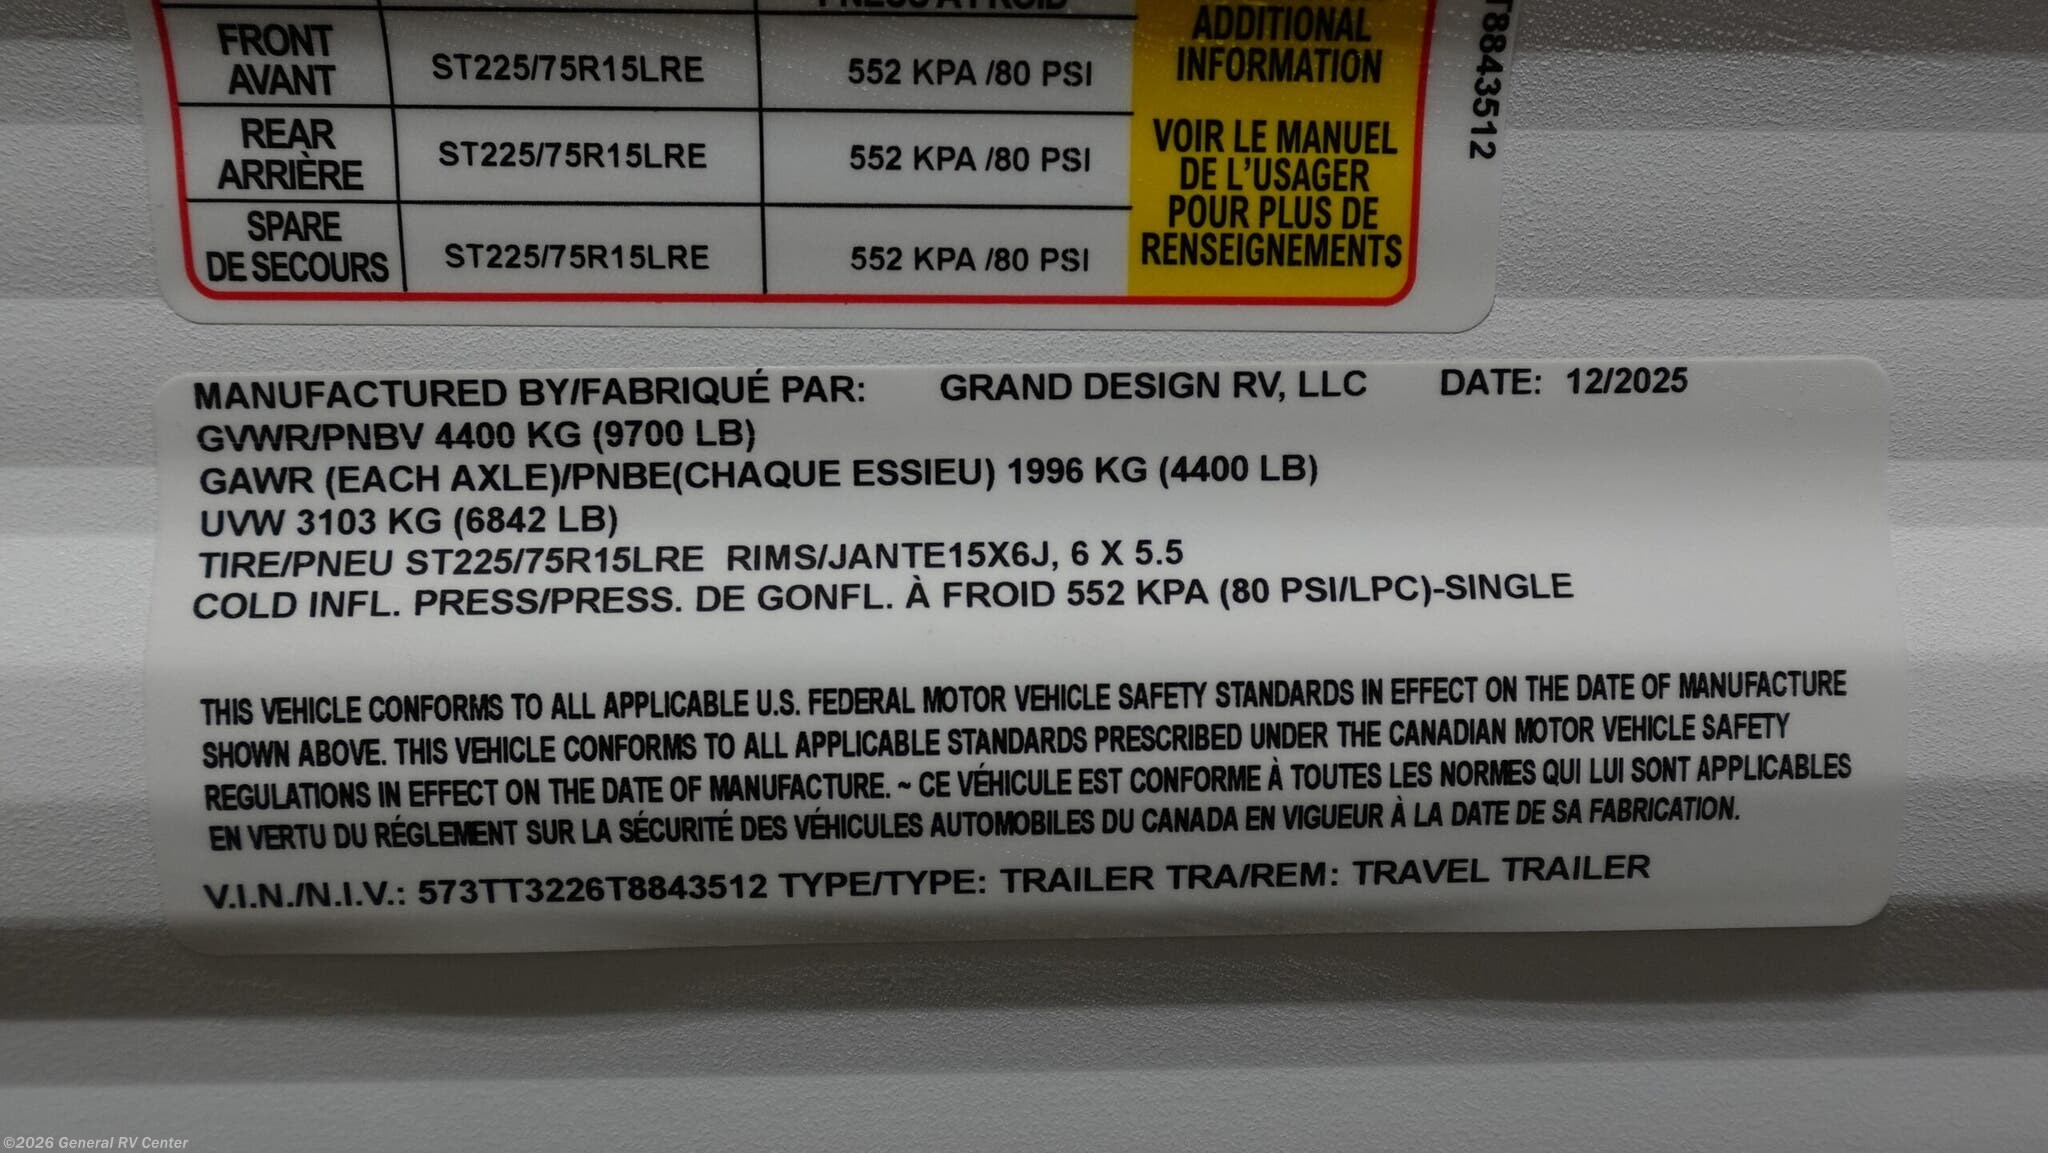 PRESS À FROID
FRONT
AVANT
ST225/75R15LRE
552 KPA /80 PSI
REAR
ARRIÈRE
ST225/75R15LRE
552 KPA /80 PSI
SPARE
DE SECOURS
ST225/75R15LRE
552 KPA /80 PSI
ADDITIONAL
INFORMATION
VOIR LE MANUEL
DE L'USAGER
POUR PLUS DE
RENSEIGNEMENTS
T8843512
MANUFACTURED BY/FABRIQUÉ PAR: GRAND DESIGN RV, LLC DATE: 12/2025
GVWR/PNBV 4400 KG (9700 LB)
GAWR (EACH AXLE)/PNBE(CHAQUE ESSIEU) 1996 KG (4400 LB)
UVW 3103 KG (6842 LB)
TIRE/PNEU ST225/75R15LRE RIMS/JANTE15X6J, 6 X 5.5
COLD INFL. PRESS/PRESS. DE GONFL. À FROID 552 KPA (80 PSI/LPC)-SINGLE
THIS VEHICLE CONFORMS TO ALL APPLICABLE U.S. FEDERAL MOTOR VEHICLE SAFETY STANDARDS IN EFFECT ON THE DATE OF MANUFACTURE
SHOWN ABOVE. THIS VEHICLE CONFORMS TO ALL APPLICABLE STANDARDS PRESCRIBED UNDER THE CANADIAN MOTOR VEHICLE SAFETY
REGULATIONS IN EFFECT ON THE DATE OF MANUFACTURE. ~ CE VÉHICULE EST CONFORME À TOUTES LES NORMES QUI LUI SONT APPLICABLES
EN VERTU DU RÉGLEMENT SUR LA SÉCURITÉ DES VÉHICULES AUTOMOBILES DU CANADA EN VIGUEUR À LA DATE DE SA FABRICATION.
V.I.N./N.I.V.: 573TT3226T8843512 TYPE/TYPE: TRAILER TRA/REM: TRAVEL TRAILER
©2026 General RV Center